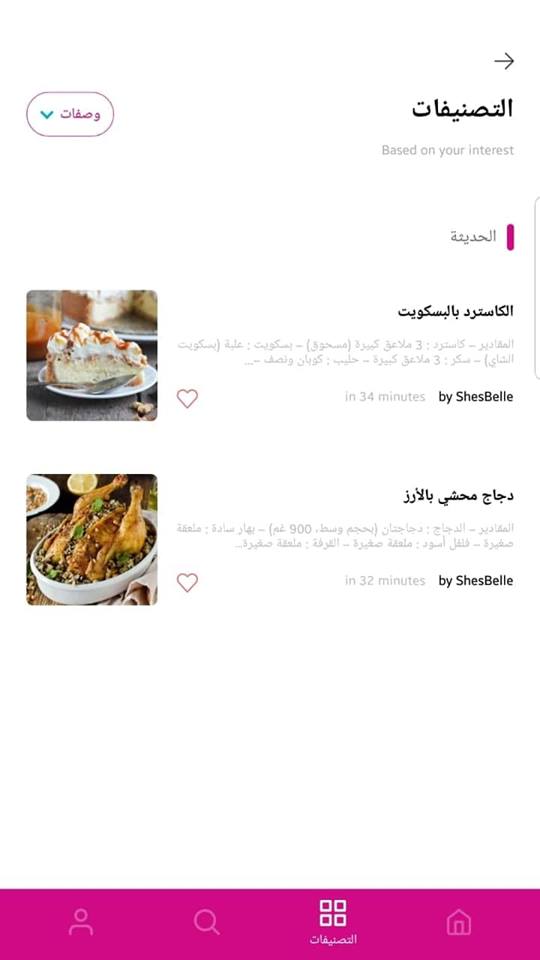 التصنيفات
وصفات
Based on your interest
الحديثة
الكاسترد بالبسكويت
المقادير – كاسترد : 3 ملاعق كبيرة (مسحوق) – بسكويت : علبة (بسكويت
الشاي) – سكر : 3 ملاعق كبيرة – حليب : كوبان ونصف –...
by ShesBelle in 34 minutes
دجاج محشي بالأرز
المقادير – الدجاج : دجاجتان (بحجم وسط، 900 غم) – بهار سادة : ملعقة
صغيرة – فلفل أسود : ملعقة صغيرة – القرفة : ملعقة صغيرة...
by ShesBelle in 32 minutes
التصنيفات